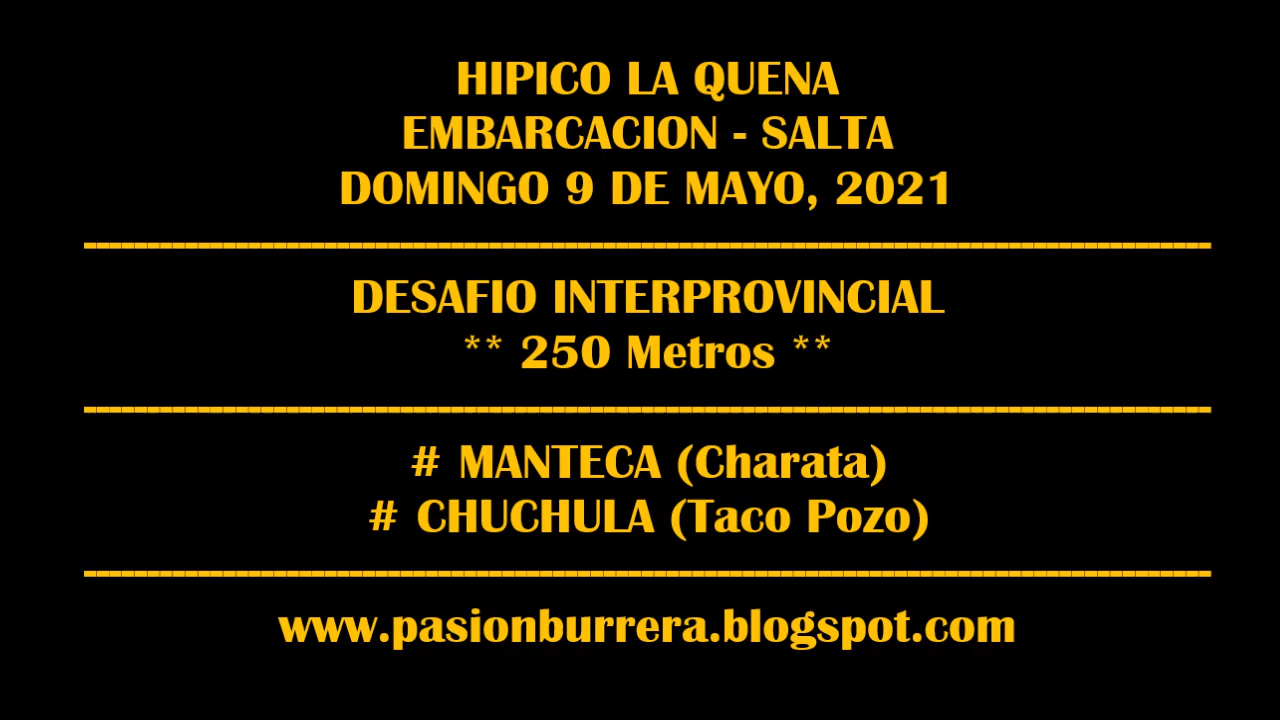 HIPICO LA QUENA
EMBARCACION - SALTA
DOMINGO 9 DE MAYO, 2021
DESAFIO INTERPROVINCIAL
** 250 Metros **
# MANTECA (Charata)
# CHUCHULA (Taco Pozo)
www.pasionburrera.blogspot.com